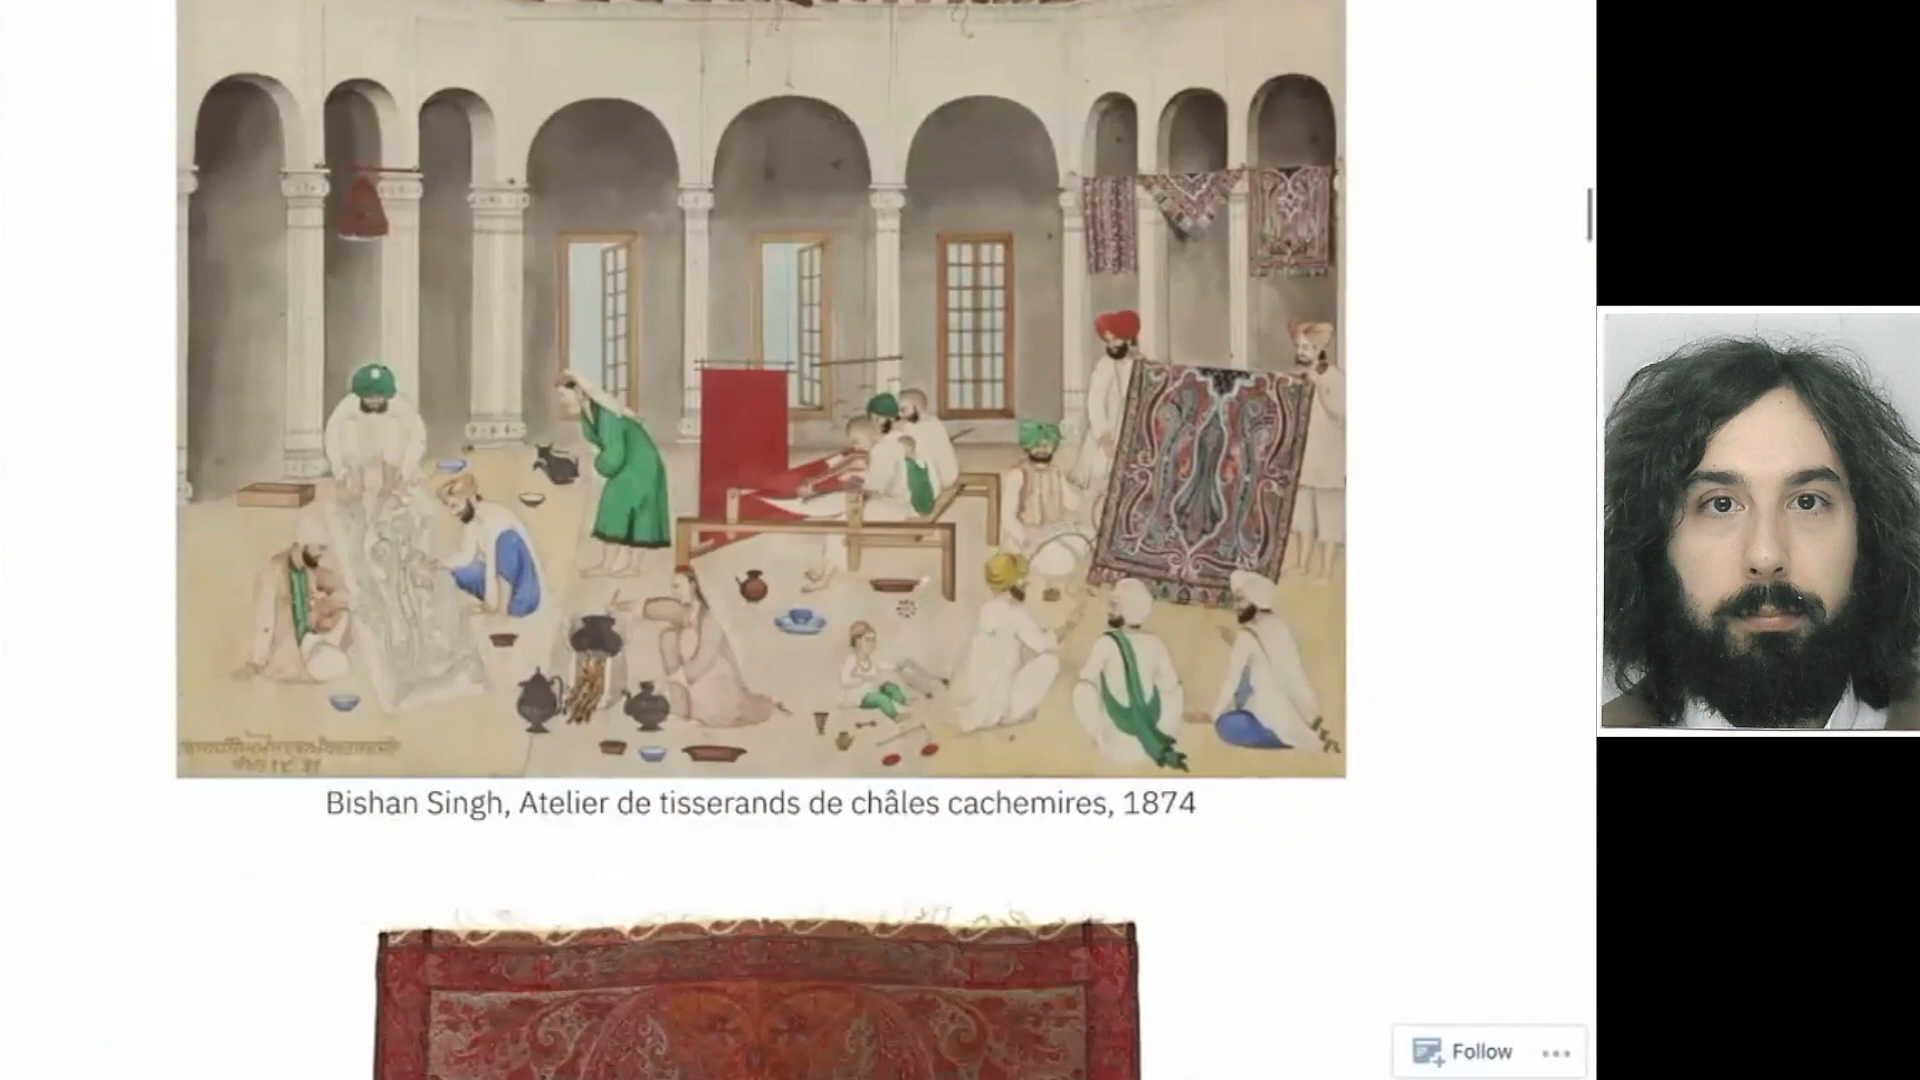 Bishan Singh, Atelier de tisserands de châles cachemires, 1874
Follow